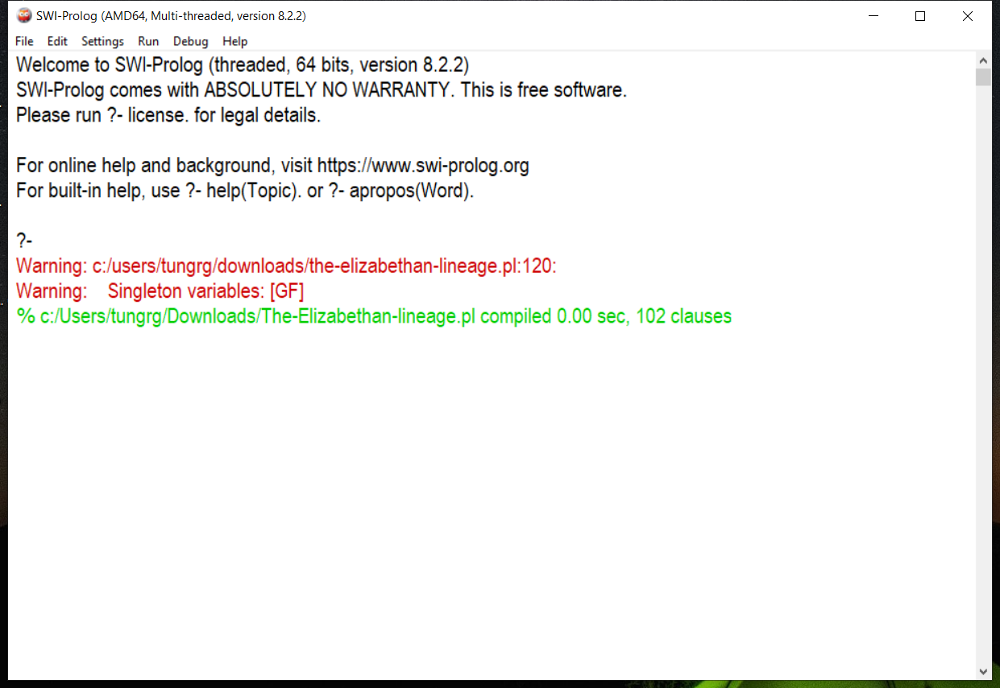 SWI-Prolog (AMD64, Multi-threaded, version 8.2.2)
File Edit Settings Run Debug Help
Welcome to SWI-Prolog (threaded, 64 bits, version 8.2.2)
SWI-Prolog comes with ABSOLUTELY NO WARRANTY. This is free software.
Please run ?- license. for legal details.
For online help and background, visit https://www.swi-prolog.org
For built-in help, use ?- help(Topic). or ?- apropos(Word).
?-
Warning: c:/users/tungrg/downloads/the-elizabethan-lineage.pl:120:
Warning:    Singleton variables: [GF]
% c:/Users/tungrg/Downloads/The-Elizabethan-lineage.pl compiled 0.00 sec, 102 clauses